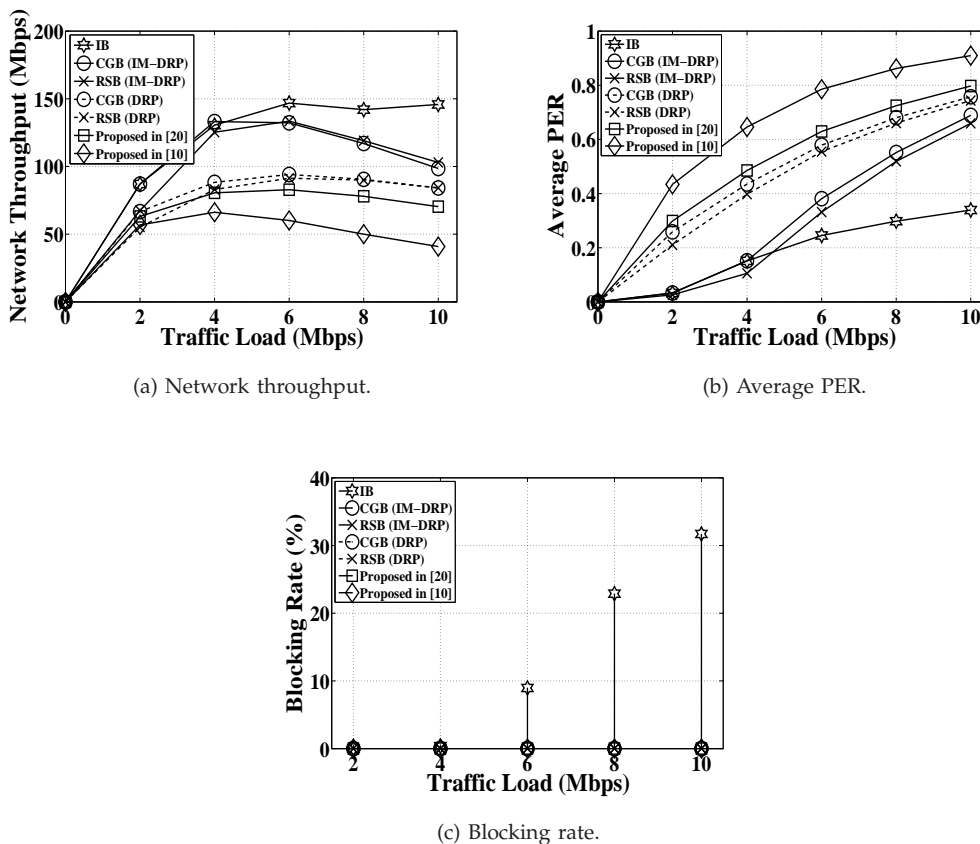 Network Throughput (Mbps)
200
150
100
50
0
IB
CGB (IM−DRP)
RSB (IM−DRP)
CGB (DRP)
RSB (DRP)
Proposed in [20]
Proposed in [10]
0 2 4 6 8 10
Traffic Load (Mbps)
(a) Network throughput.
Average PER
1
0.8
0.6
0.4
0.2
0
IB
CGB (IM−DRP)
RSB (IM−DRP)
CGB (DRP)
RSB (DRP)
Proposed in [20]
Proposed in [10]
0 2 4 6 8 10
Traffic Load (Mbps)
(b) Average PER.
Blocking Rate (%)
40
30
20
10
0
IB
CGB (IM−DRP)
RSB (IM−DRP)
CGB (DRP)
RSB (DRP)
Proposed in [20]
Proposed in [10]
2 4 6 8 10
Traffic Load (Mbps)
(c) Blocking rate.